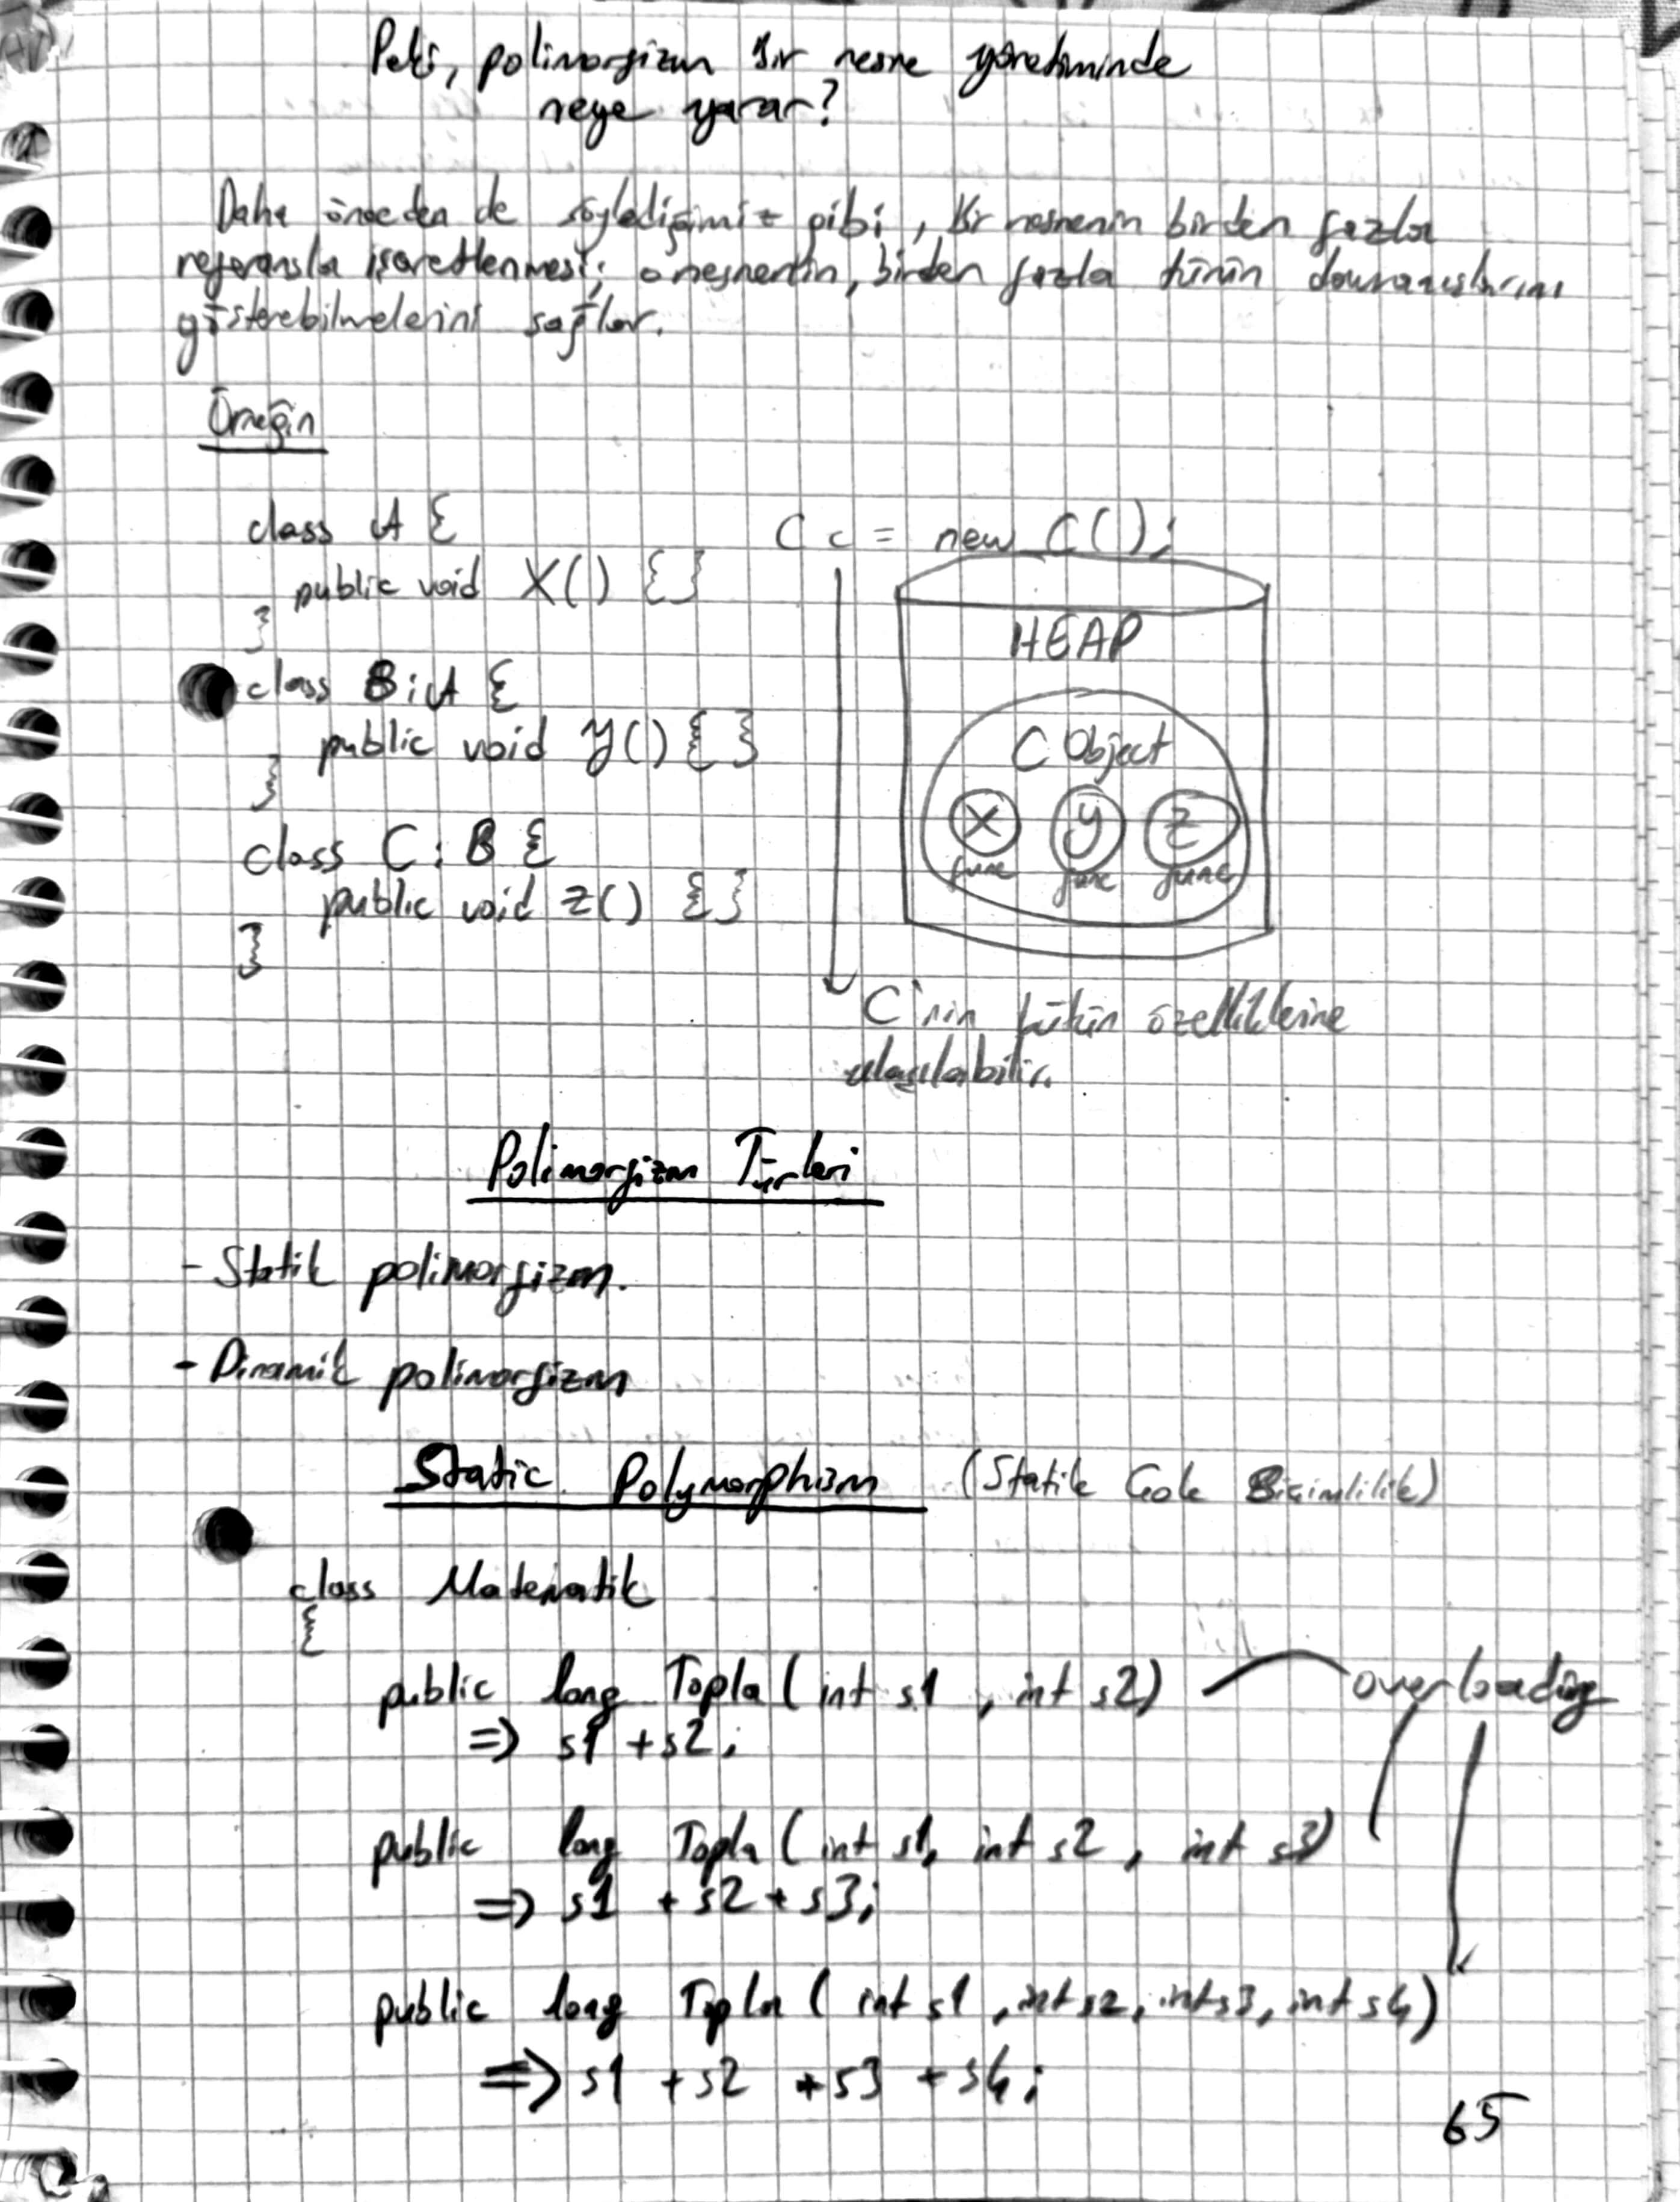 Peki, polimorfizm bir nesne yönetiminde
neye yarar?
Daha önceden de söylediğimiz gibi, bir nesnenin birden fazla
referansla işaretlenmesi; o nesnenin, birden fazla türün davranışlarını
gösterebilmelerini sağlar.
Örneğin
class A {
public void X() {}
}
class B : A {
public void Y() {}
}
class C : B {
public void Z() {}
}
C c = new C();
HEAP
C Object
X Y Z
func func func
C'nin bütün özelliklerine
ulaşılabilir.
Polimorfizm Türleri
- Statik polimorfizm.
- Dinamik polimorfizm
Static Polymorphism (Statik Çok Biçimlilik)
class Matematik
{
public long Topla (int s1 , int s2) overloading
=> s1 + s2;
public long Topla (int s1, int s2 , int s3)
=> s1 + s2 + s3;
public long Topla ( int s1 , int s2, int s3, int s4)
=> s1 + s2 + s3 + s4;
65